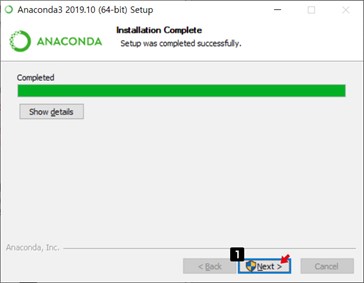 Anaconda3 2019.10 (64-bit) Setup
ANACONDA
Installation Complete
Setup was completed successfully.
Completed
Show details
Anaconda, Inc.
1
< Back
Next >
Cancel